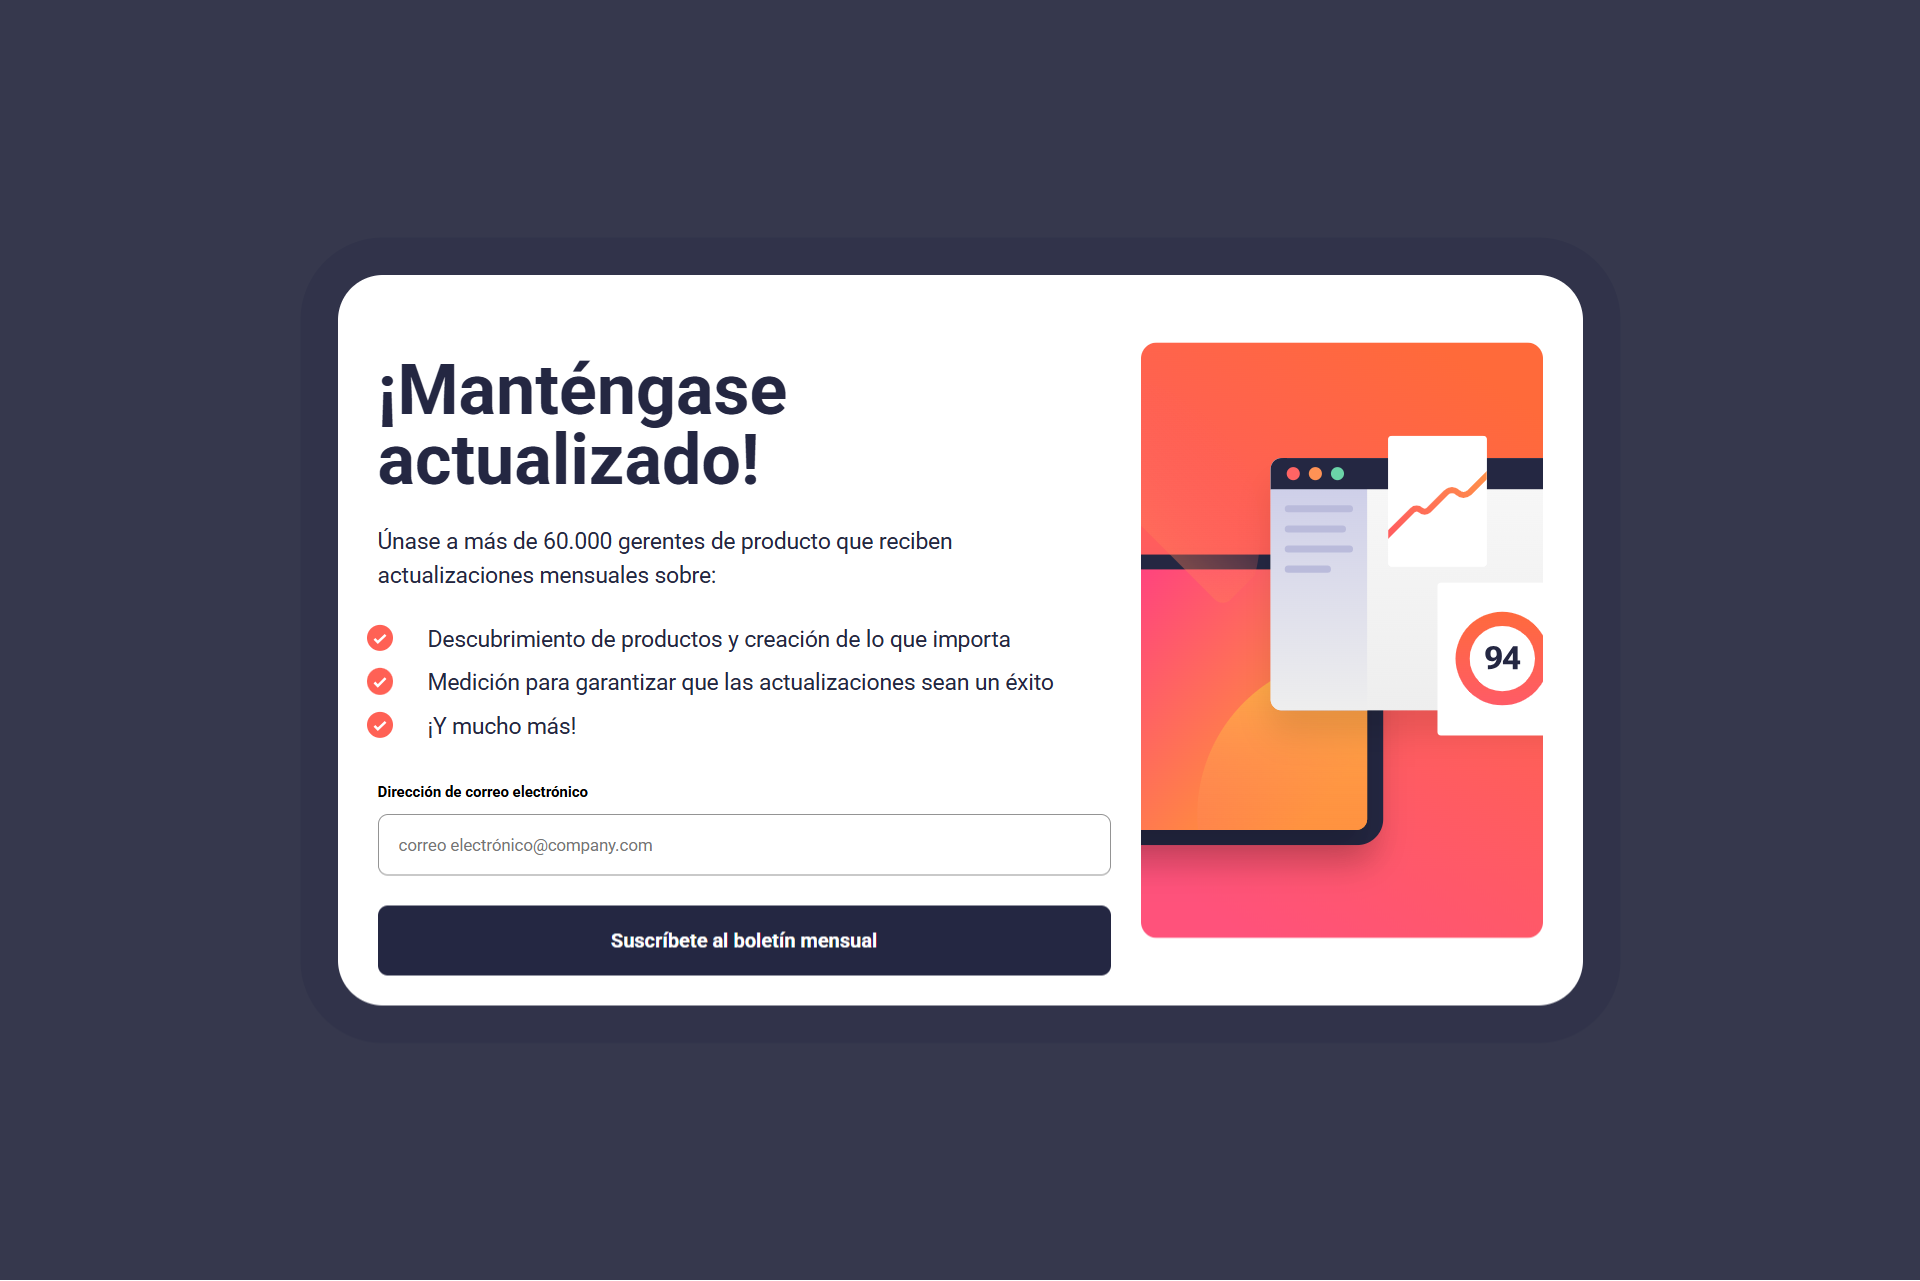 ¡Manténgase
actualizado!
Únase a más de 60.000 gerentes de producto que reciben
actualizaciones mensuales sobre:
Descubrimiento de productos y creación de lo que importa
Medición para garantizar que las actualizaciones sean un éxito
¡Y mucho más!
Dirección de correo electrónico
correo electrónico@company.com
Suscríbete al boletín mensual
94